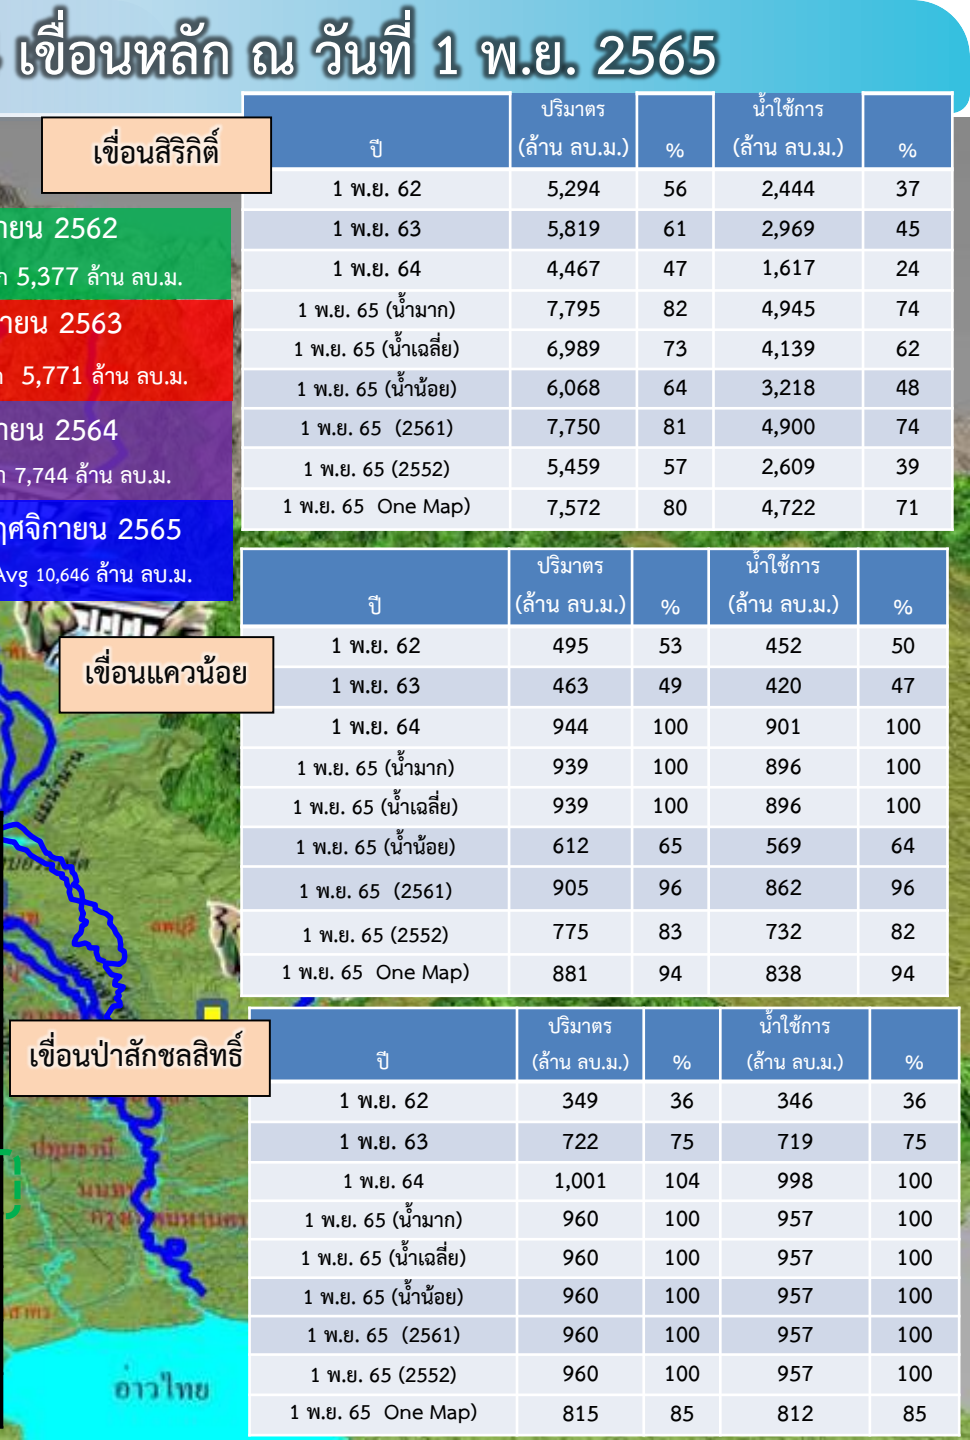 เขื่อนหลัก ณ วันที่ 1 พ.ย. 2565
เขื่อนสิริกิติ์
ปี ปริมาตร (ล้าน ลบ.ม.) % น้ำใช้การ (ล้าน ลบ.ม.) %
1 พ.ย. 62 5,294 56 2,444 37
1 พ.ย. 63 5,819 61 2,969 45
1 พ.ย. 64 4,467 47 1,617 24
1 พ.ย. 65 (น้ำมาก) 7,795 82 4,945 74
1 พ.ย. 65 (น้ำเฉลี่ย) 6,989 73 4,139 62
1 พ.ย. 65 (น้ำน้อย) 6,068 64 3,218 48
1 พ.ย. 65 (2561) 7,750 81 4,900 74
1 พ.ย. 65 (2552) 5,459 57 2,609 39
1 พ.ย. 65 One Map) 7,572 80 4,722 71
ายน 2562
5,377 ล้าน ลบ.ม.
ายน 2563
5,771 ล้าน ลบ.ม.
ายน 2564
7,744 ล้าน ลบ.ม.
ศจิกายน 2565
Avg 10,646 ล้าน ลบ.ม.
เขื่อนแควน้อย
ปี ปริมาตร (ล้าน ลบ.ม.) % น้ำใช้การ (ล้าน ลบ.ม.) %
1 พ.ย. 62 495 53 452 50
1 พ.ย. 63 463 49 420 47
1 พ.ย. 64 944 100 901 100
1 พ.ย. 65 (น้ำมาก) 939 100 896 100
1 พ.ย. 65 (น้ำเฉลี่ย) 939 100 896 100
1 พ.ย. 65 (น้ำน้อย) 612 65 569 64
1 พ.ย. 65 (2561) 905 96 862 96
1 พ.ย. 65 (2552) 775 83 732 82
1 พ.ย. 65 One Map) 881 94 838 94
แม่น้ำน่าน
ลพบุรี
เขื่อนป่าสักชลสิทธิ์
ปี ปริมาตร (ล้าน ลบ.ม.) % น้ำใช้การ (ล้าน ลบ.ม.) %
1 พ.ย. 62 349 36 346 36
1 พ.ย. 63 722 75 719 75
1 พ.ย. 64 1,001 104 998 100
1 พ.ย. 65 (น้ำมาก) 960 100 957 100
1 พ.ย. 65 (น้ำเฉลี่ย) 960 100 957 100
1 พ.ย. 65 (น้ำน้อย) 960 100 957 100
1 พ.ย. 65 (2561) 960 100 957 100
1 พ.ย. 65 (2552) 960 100 957 100
1 พ.ย. 65 One Map) 815 85 812 85
ปทุมธานี
อ่าวไทย